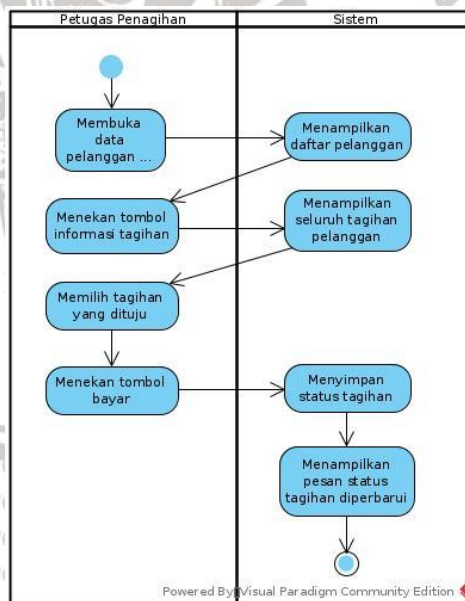 Petugas Penagihan
Sistem
Membuka
data
pelanggan ...
Menampilkan
daftar pelanggan
Menekan tombol
informasi tagihan
Menampilkan
seluruh tagihan
pelanggan
Memilih tagihan
yang dituju
Menekan tombol
bayar
Menyimpan
status tagihan
Menampilkan
pesan status
tagihan diperbarui
Powered By Visual Paradigm Community Edition